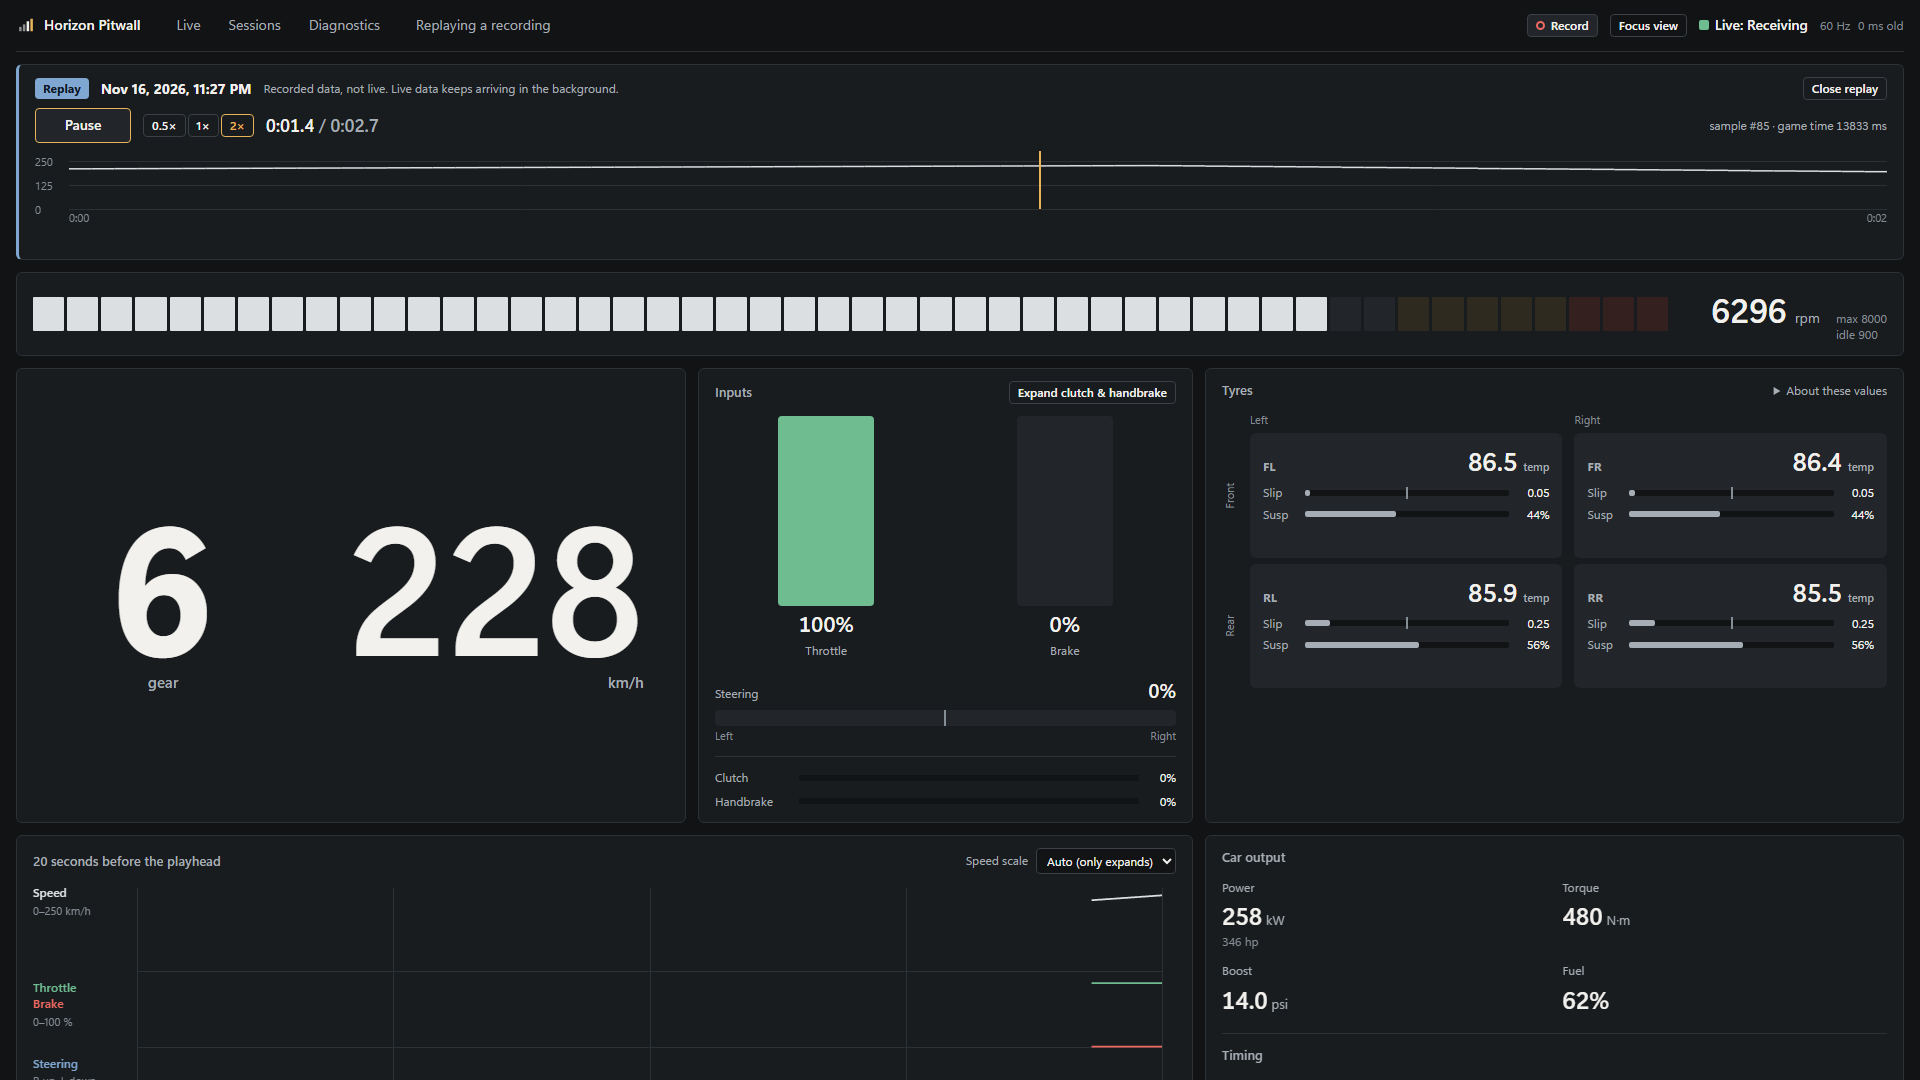 Horizon Pitwall Live Sessions Diagnostics Replaying a recording Record Focus view Live: Receiving 60 Hz 0 ms old
Replay Nov 16, 2026, 11:27 PM Recorded data, not live. Live data keeps arriving in the background. Close replay
Pause 0.5× 1× 2× 0:01.4 / 0:02.7 sample #85 · game time 13833 ms
250
125
0
0:00 0:02
6296 rpm max 8000
idle 900
6 228
gear km/h
Inputs Expand clutch & handbrake
100% 0%
Throttle Brake
Steering 0%
Left Right
Clutch 0%
Handbrake 0%
Tyres ▶ About these values
Left Right
Front
FL 86.5 temp
Slip 0.05
Susp 44%
FR 86.4 temp
Slip 0.05
Susp 44%
Rear
RL 85.9 temp
Slip 0.25
Susp 56%
RR 85.5 temp
Slip 0.25
Susp 56%
20 seconds before the playhead Speed scale Auto (only expands)
Speed
0–250 km/h
Throttle
Brake
0–100 %
Steering
Car output
Power Torque
258 kW 480 N·m
346 hp
Boost Fuel
14.0 psi 62%
Timing